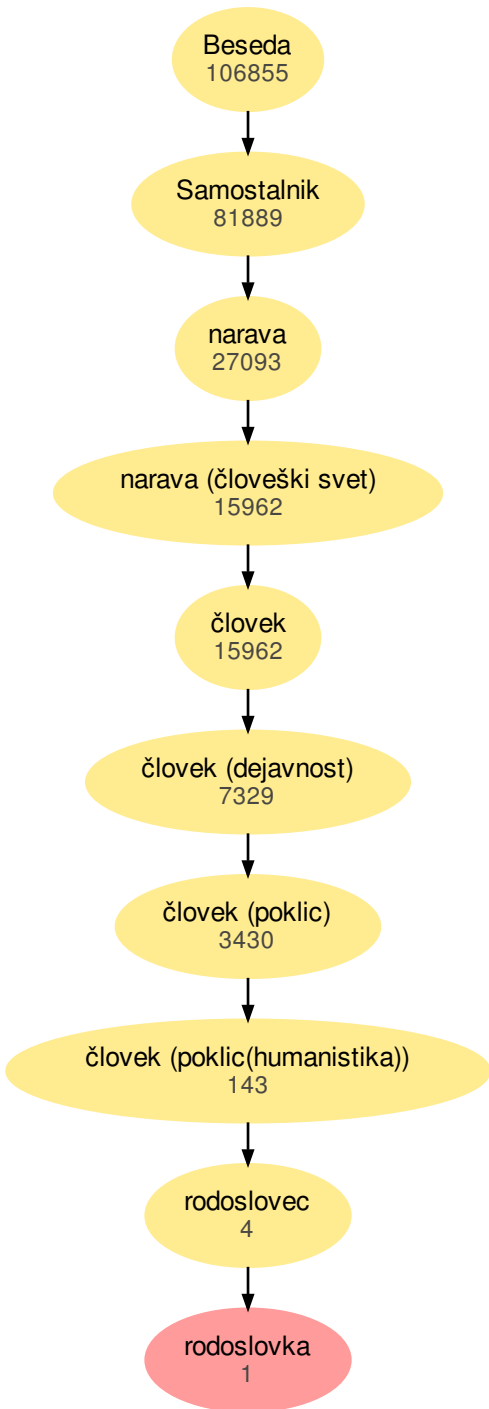 Beseda
106855
Samostalnik
81889
narava
27093
narava (človeški svet)
15962
človek
15962
človek (dejavnost)
7329
človek (poklic)
3430
človek (poklic(humanistika))
143
rodoslovec
4
rodoslovka
1